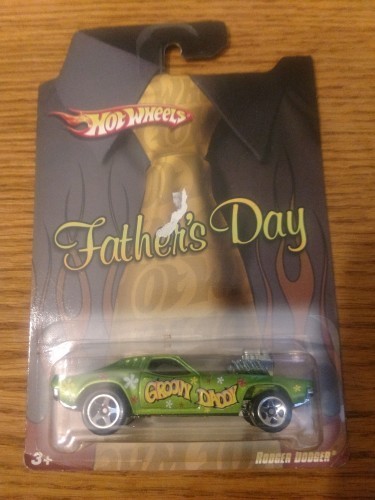 HOT WHEELS
Father's Day
GROOVY DADDY
3+
RODGER DODGER®